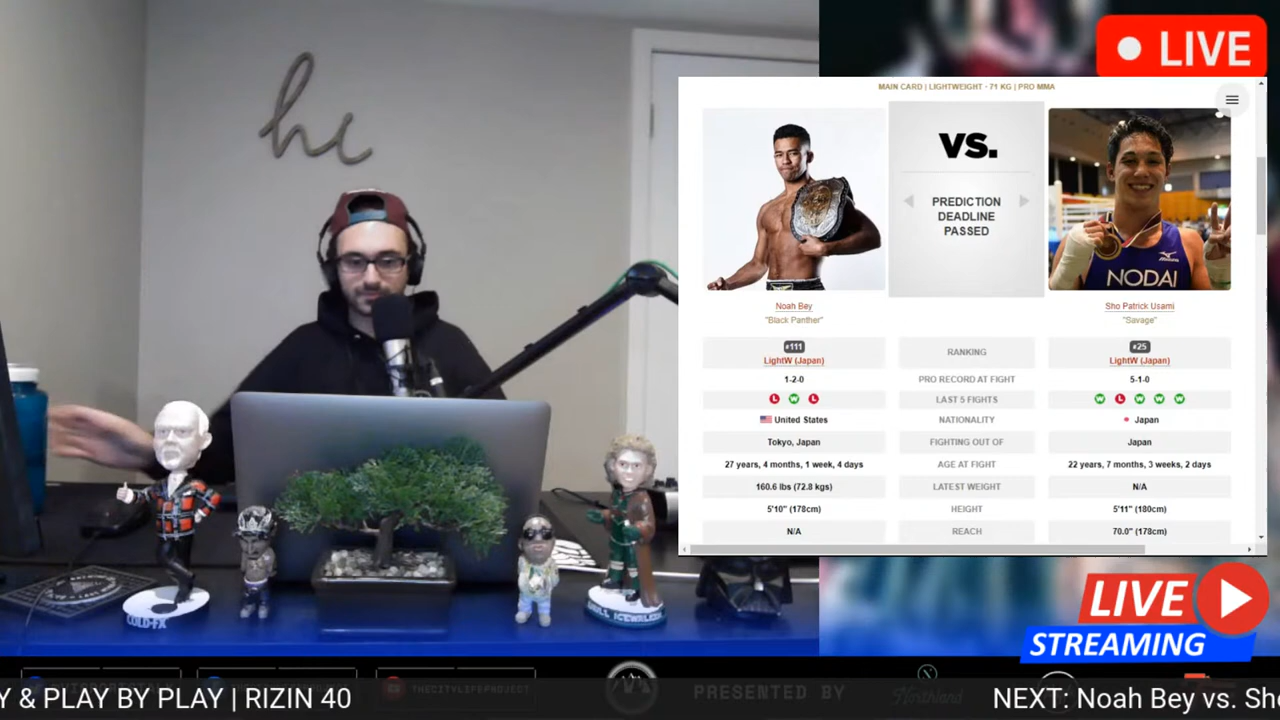 hi
LIVE
MAIN CARD | LIGHTWEIGHT - 71 KG | PRO MMA
VS.
PREDICTION
DEADLINE
PASSED
NODAI
Noah Bey
"Black Panther"
Sho Patrick Usami
"Savage"
#111
LightW (Japan)
RANKING
#25
LightW (Japan)
1-2-0
PRO RECORD AT FIGHT
5-1-0
L W L
LAST 5 FIGHTS
W L W W W
United States
NATIONALITY
Japan
Tokyo, Japan
FIGHTING OUT OF
Japan
27 years, 4 months, 1 week, 4 days
AGE AT FIGHT
22 years, 7 months, 3 weeks, 2 days
160.6 lbs (72.8 kgs)
LATEST WEIGHT
N/A
5'10" (178cm)
HEIGHT
5'11" (180cm)
N/A
REACH
70.0" (178cm)
COLD-FX
LIVE
STREAMING
THECITYLIFEPROJECT
PRESENTED BY
Northland
Y & PLAY BY PLAY | RIZIN 40
NEXT: Noah Bey vs. Sho